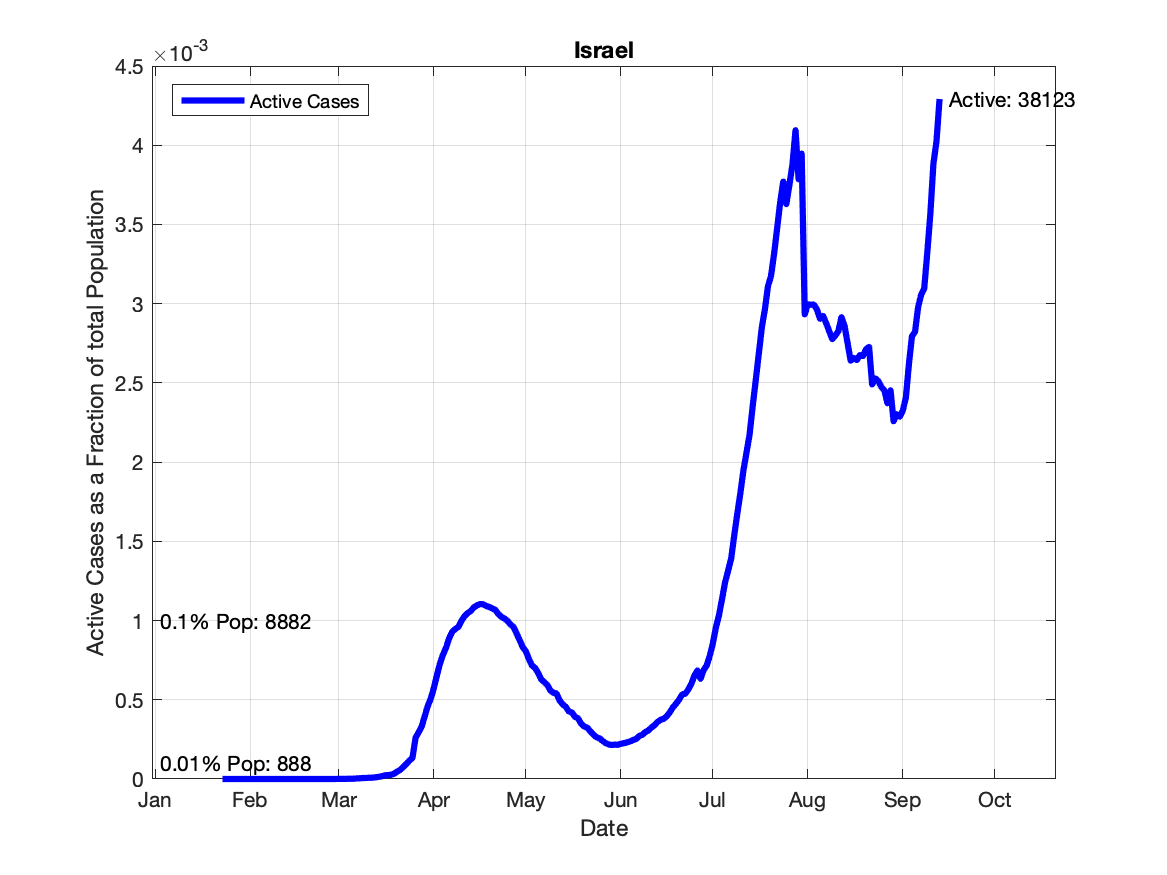 Israel
×10-3
4.5
4
3.5
3
2.5
2
1.5
1
0.5
0
Active Cases as a Fraction of total Population
Active Cases
Active: 38123
0.1% Pop: 8882
0.01% Pop: 888
Jan Feb Mar Apr May Jun Jul Aug Sep Oct
Date